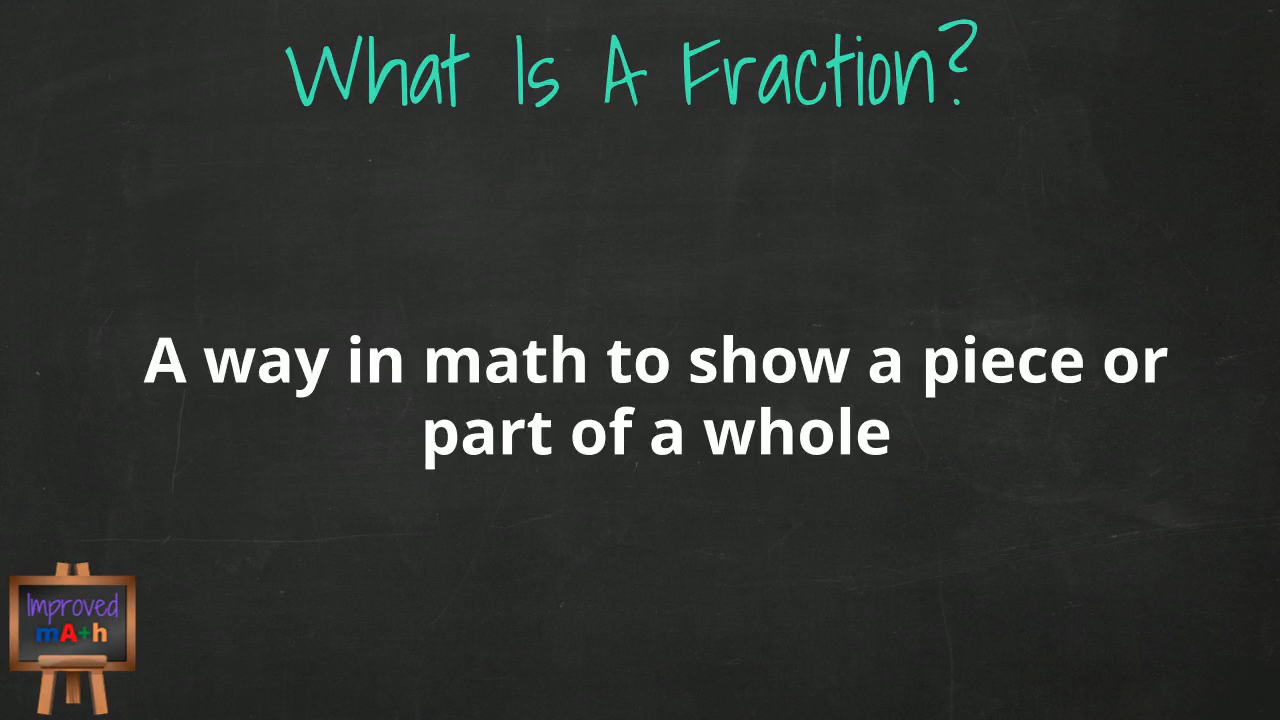 What Is A Fraction?
A way in math to show a piece or
part of a whole
Improved
mA+h